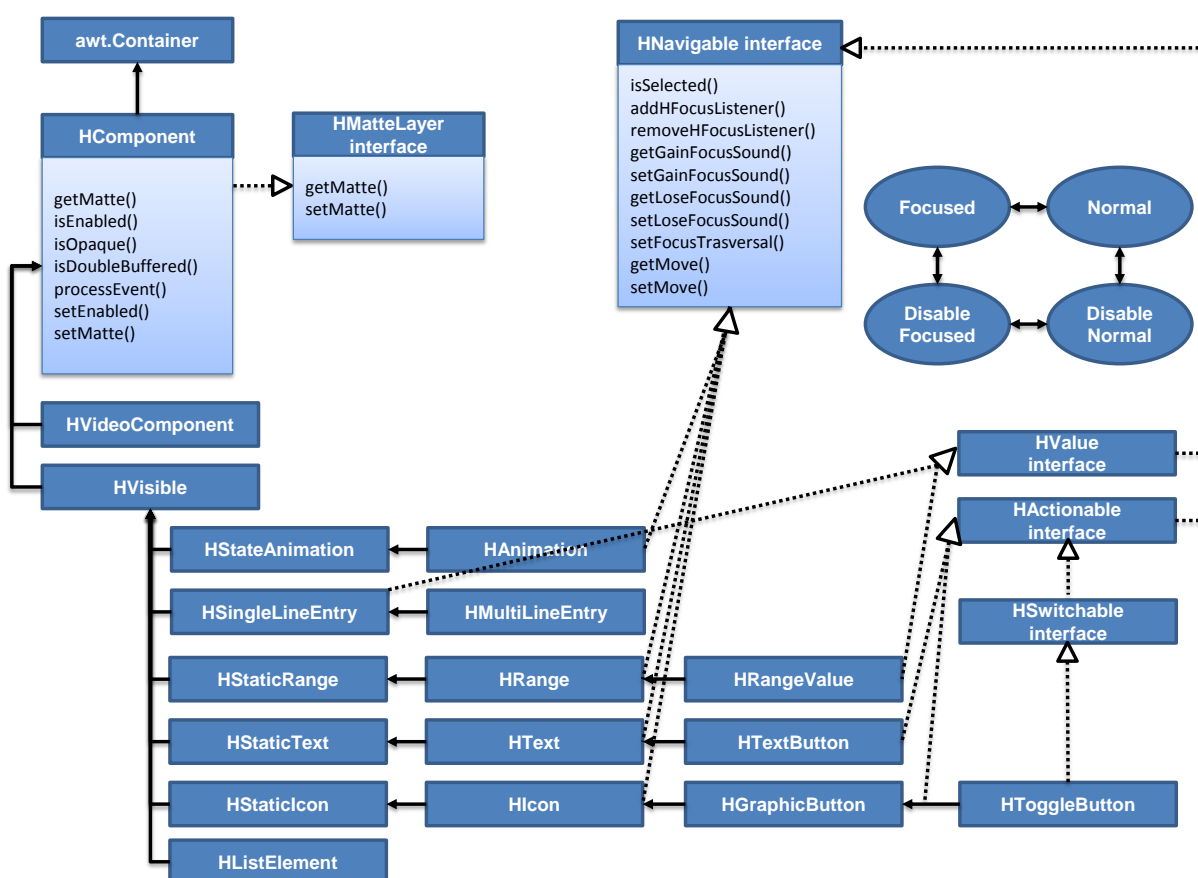 awt.Container
HComponent
getMatte()
isEnabled()
isOpaque()
isDoubleBuffered()
processEvent()
setEnabled()
setMatte()
HMatteLayer
interface
getMatte()
setMatte()
HNavigable interface
isSelected()
addHFocusListener()
removeHFocusListener()
getGainFocusSound()
setGainFocusSound()
getLoseFocusSound()
setLoseFocusSound()
setFocusTrasversal()
getMove()
setMove()
Focused
Normal
Disable
Focused
Disable
Normal
HVideoComponent
HVisible
HValue
interface
HActionable
interface
HStateAnimation
HAnimation
HSingleLineEntry
HMultiLineEntry
HSwitchable
interface
HStaticRange
HRange
HRangeValue
HStaticText
HText
HTextButton
HStaticIcon
HIcon
HGraphicButton
HToggleButton
HListElement